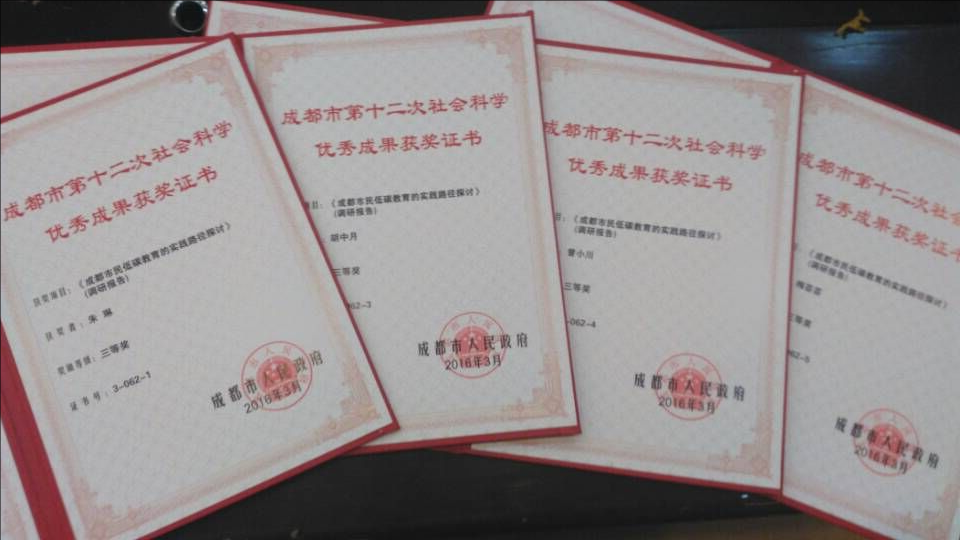 成都市第十二次社会科学
优秀成果获奖证书
获奖项目：《成都市民低碳教育的实践路径探讨》
(调研报告)
获奖者：朱琳
奖励等级：三等奖
证书号：3-062-1
成都市人民政府
2016年3月
成都市第十二次社会科学
优秀成果获奖证书
目：《成都市民低碳教育的实践路径探讨》
(调研报告)
胡中月
三等奖
062-3
成都市人民政府
2016年3月
成都市第十二次社会科学
优秀成果获奖证书
目：《成都市民低碳教育的实践路径探讨》
(调研报告)
曾小川
三等奖
-062-4
成都市人民政府
2016年3月
成都市第十二次社会
优秀成果获奖证书
《成都市民低碳教育的实践路径探讨》
(调研报告)
三等奖
062-5
成都市人民政府
2016年3月